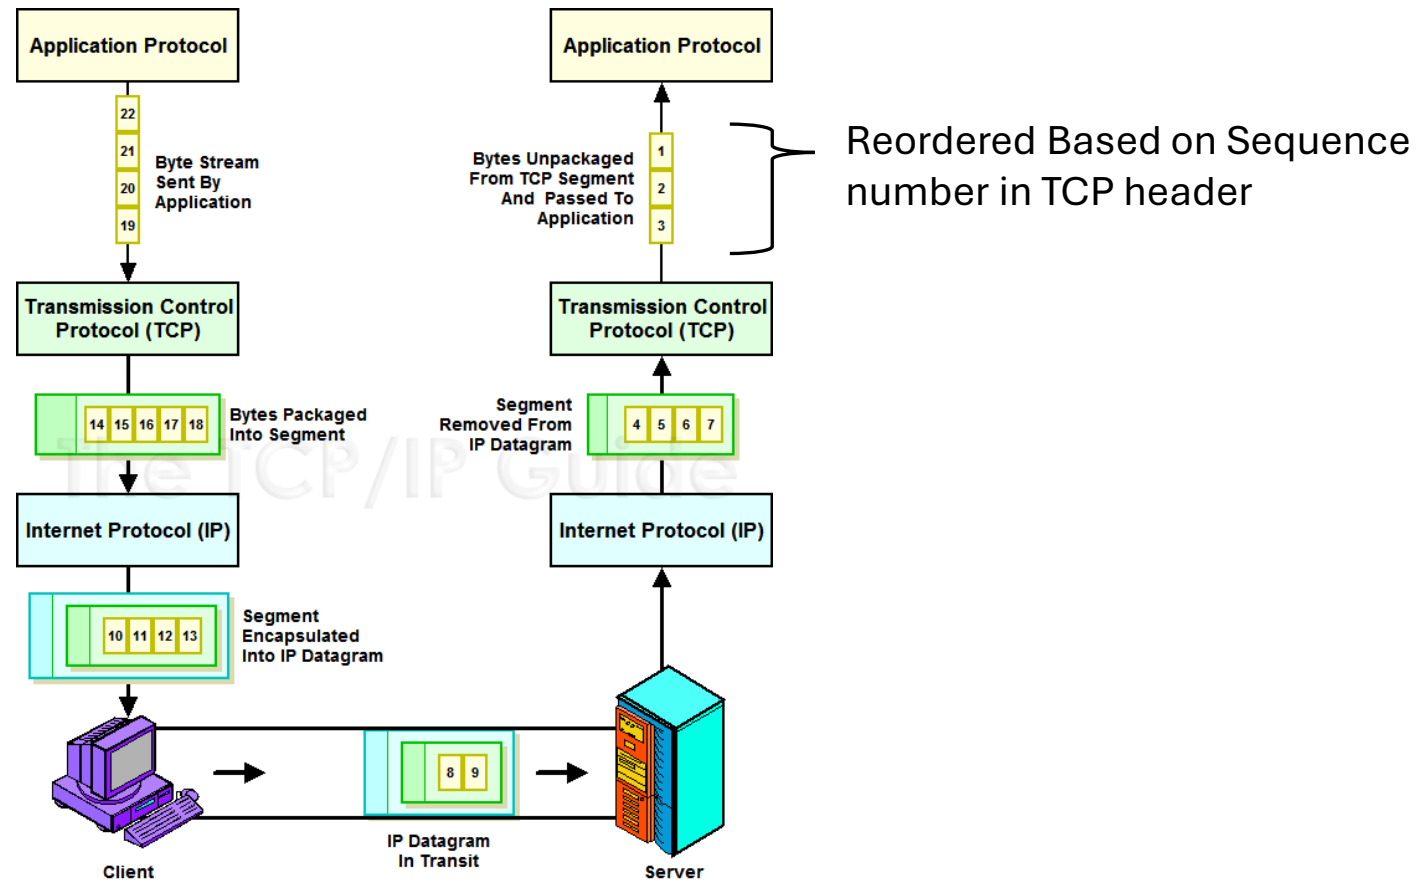 Application Protocol
22
21
20
19
Byte Stream
Sent By
Application
Transmission Control
Protocol (TCP)
14 15 16 17 18
Bytes Packaged
Into Segment
Internet Protocol (IP)
10 11 12 13
Segment
Encapsulated
Into IP Datagram
Client
8 9
IP Datagram
In Transit
Application Protocol
1
2
3
Bytes Unpackaged
From TCP Segment
And Passed To
Application
Reordered Based on Sequence
number in TCP header
Transmission Control
Protocol (TCP)
Segment
Removed From
IP Datagram
4 5 6 7
Internet Protocol (IP)
Server
The TCP/IP Guide